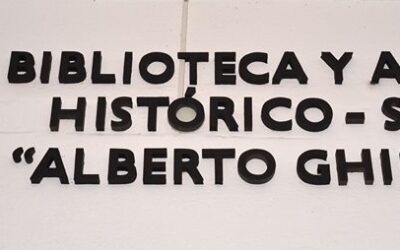 BIBLIOTECA Y A
HISTÓRICO - S
“ALBERTO GHI